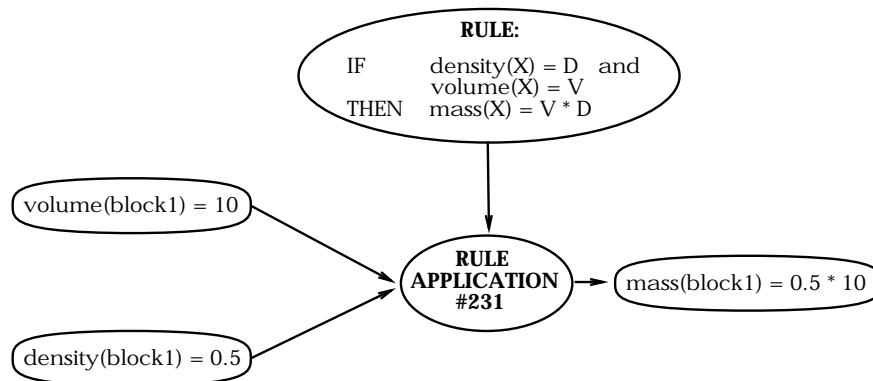 RULE:
IF density(X) = D and
volume(X) = V
THEN mass(X) = V * D
volume(block1) = 10
RULE
APPLICATION
#231
mass(block1) = 0.5 * 10
density(block1) = 0.5